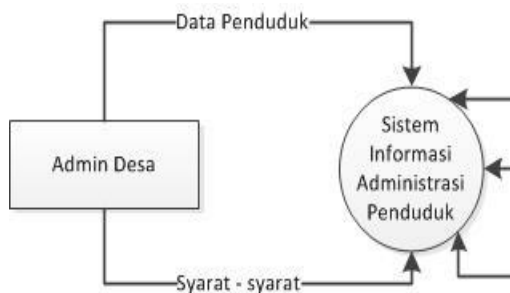 Data Penduduk
Admin Desa
Sistem
Informasi
Administrasi
Penduduk
Syarat - syarat